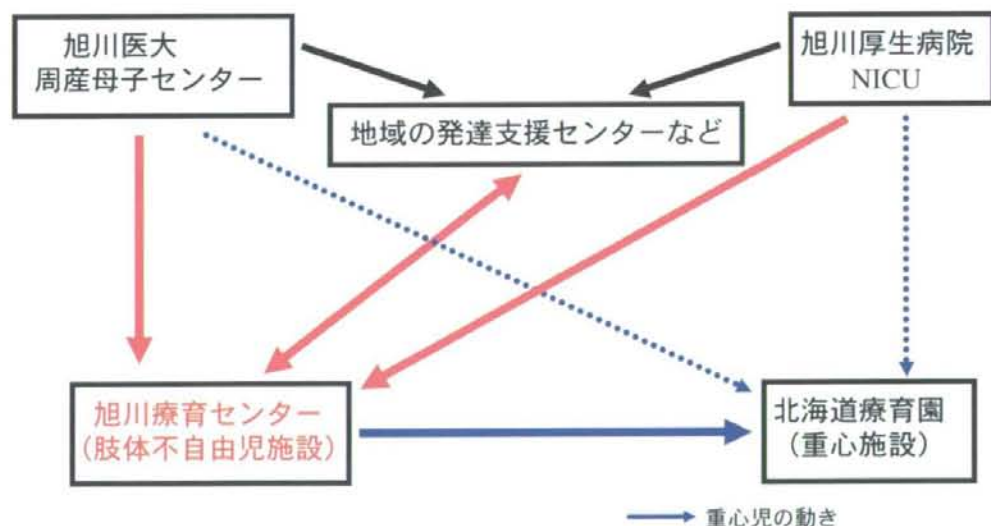 旭川医大
周産母子センター
旭川厚生病院
NICU
地域の発達支援センターなど
旭川療育センター
(肢体不自由児施設)
北海道療育園
(重心施設)
重心児の動き